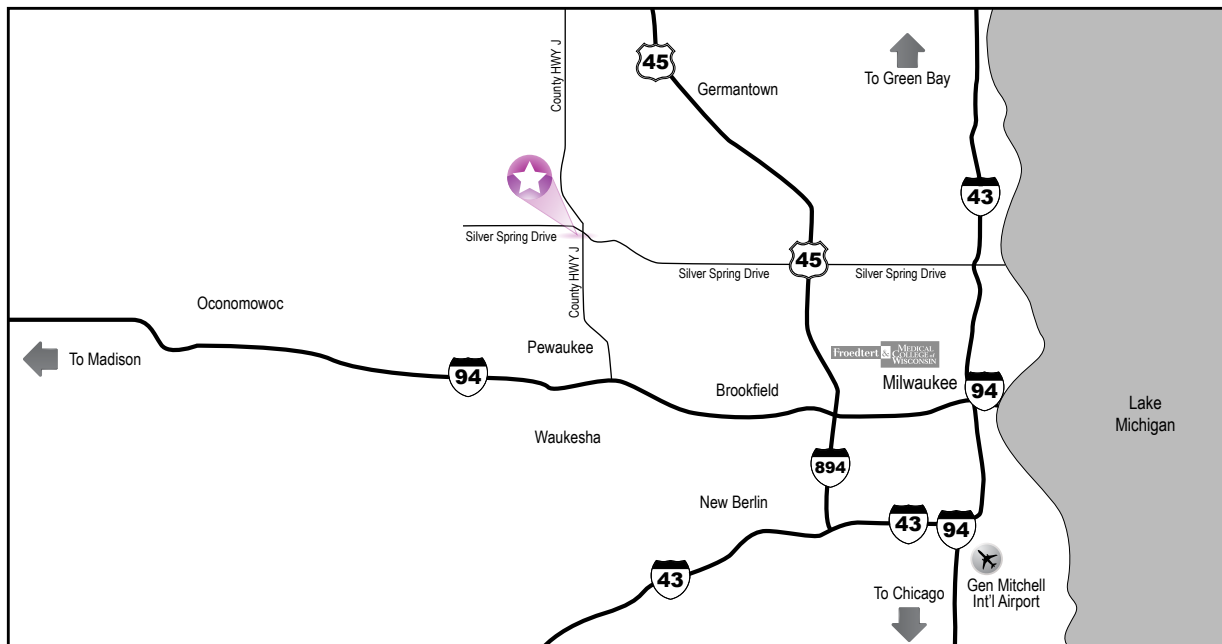 County HWY J
45
Germantown
To Green Bay
43
Silver Spring Drive
County HWY J
45
Silver Spring Drive
Silver Spring Drive
Oconomowoc
To Madison
Pewaukee
94
Froedtert & MEDICAL
COLLEGE of
WISCONSIN
Milwaukee
94
Brookfield
Lake
Michigan
Waukesha
894
New Berlin
43
94
43
To Chicago
Gen Mitchell
Int'l Airport